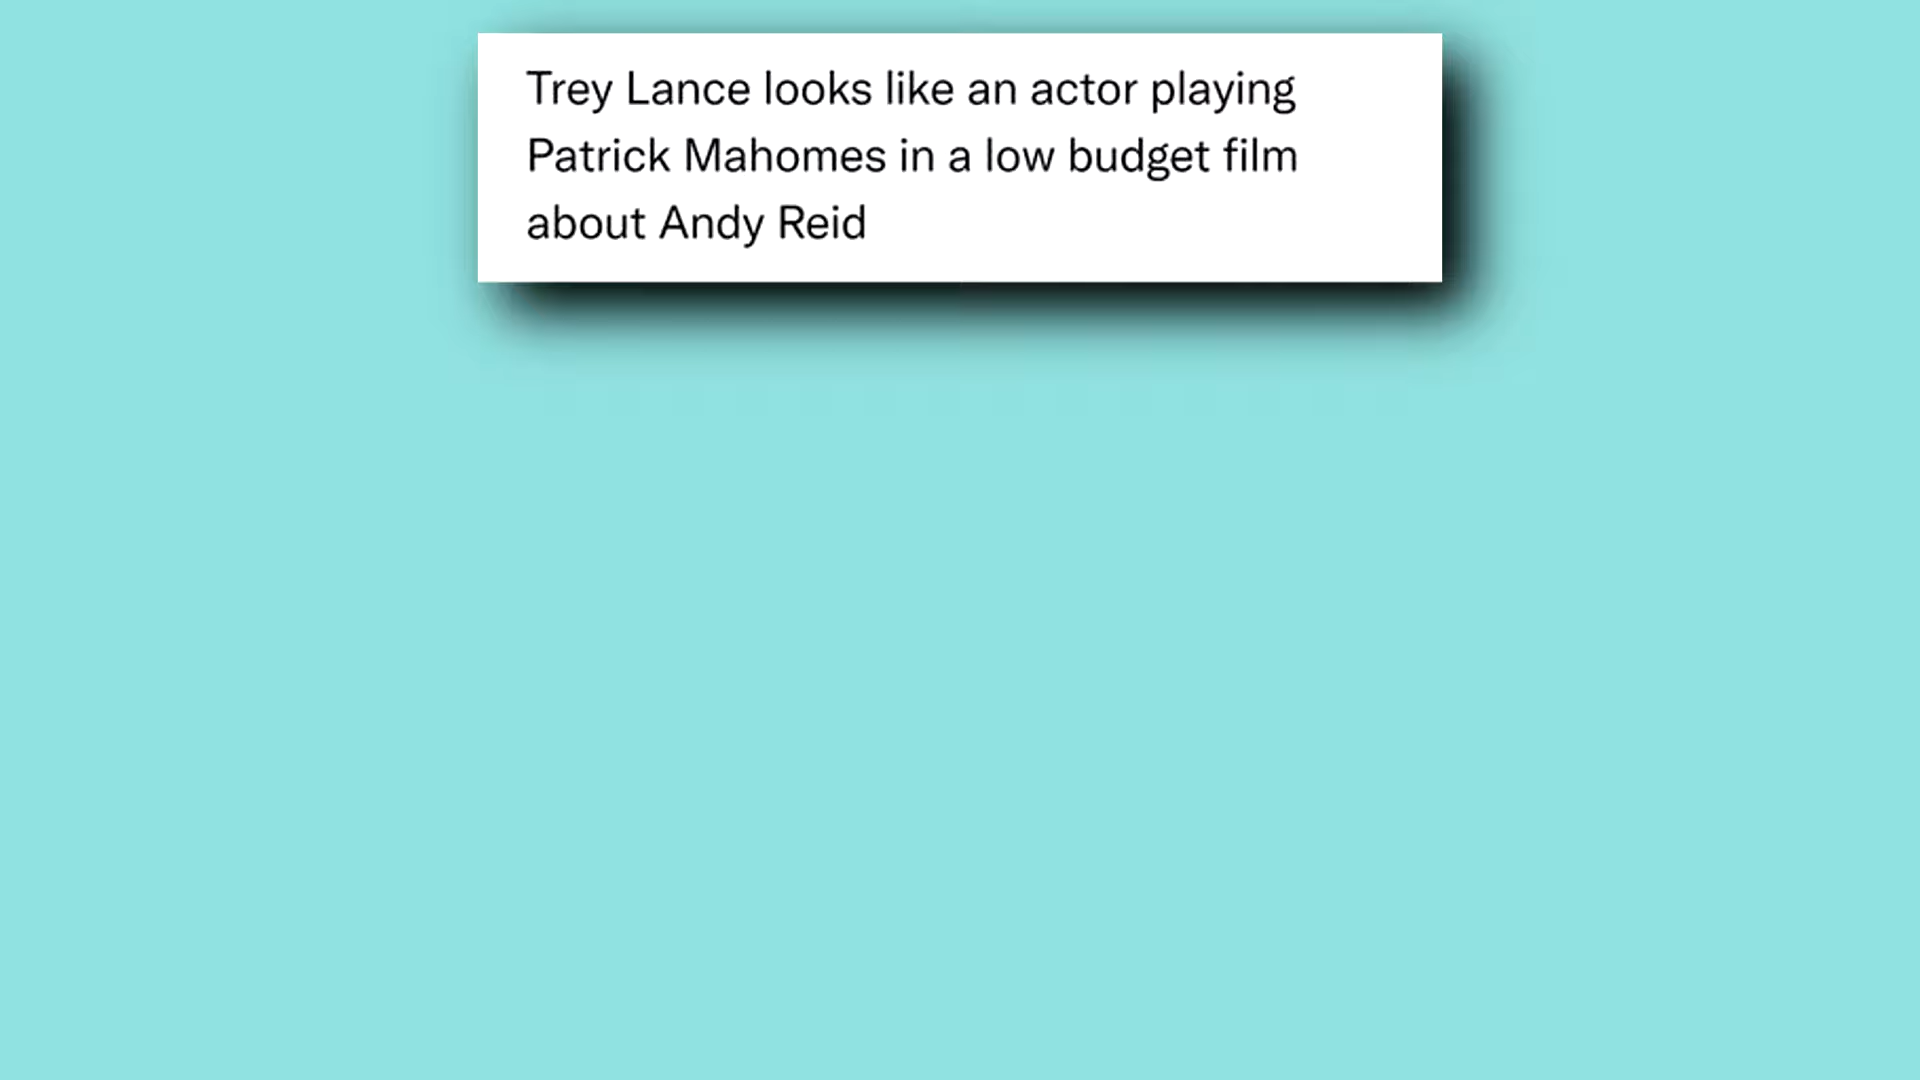 Trey Lance looks like an actor playing
Patrick Mahomes in a low budget film
about Andy Reid